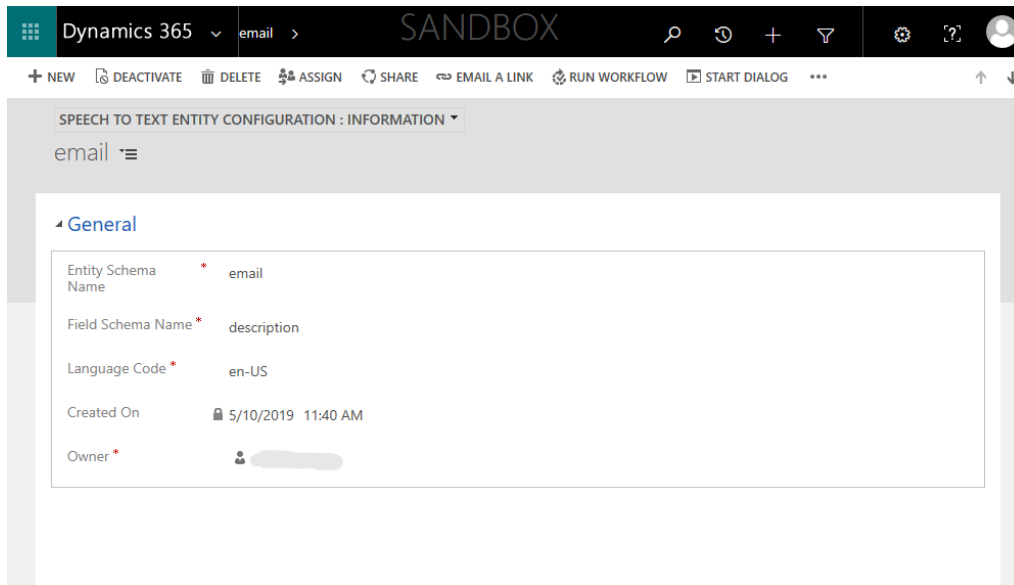 Dynamics 365 email > SANDBOX
NEW DEACTIVATE DELETE ASSIGN SHARE EMAIL A LINK RUN WORKFLOW START DIALOG ...
SPEECH TO TEXT ENTITY CONFIGURATION : INFORMATION
email
General
Entity Schema Name * email
Field Schema Name * description
Language Code * en-US
Created On 5/10/2019 11:40 AM
Owner *